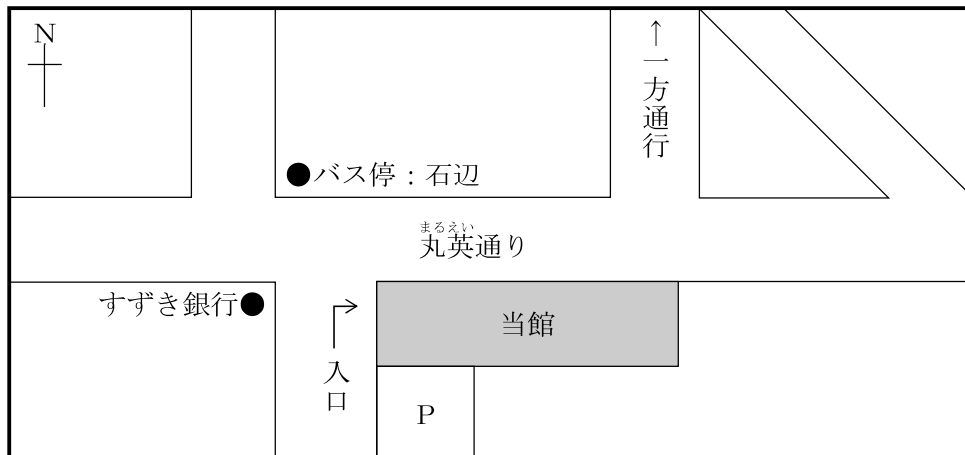 N
↑一方通行
●バス停：石辺
まるえい
丸英通り
すずき銀行●
入口
当館
P